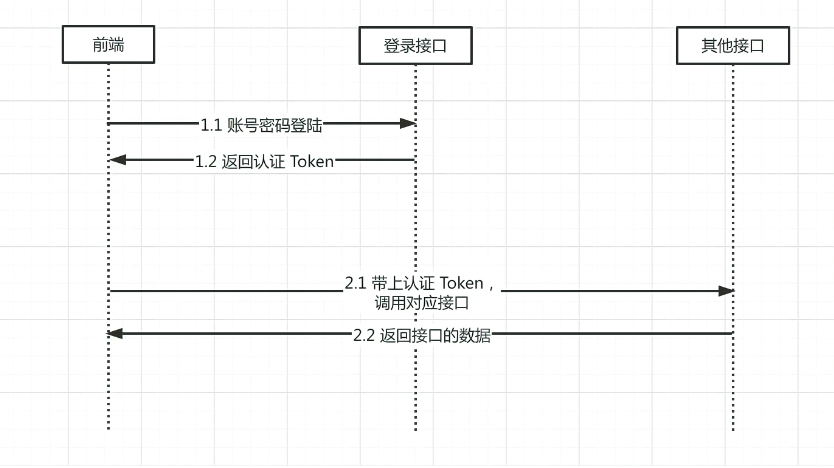 前端
登录接口
其他接口
1.1 账号密码登陆
1.2 返回认证 Token
2.1 带上认证 Token，
调用对应接口
2.2 返回接口的数据